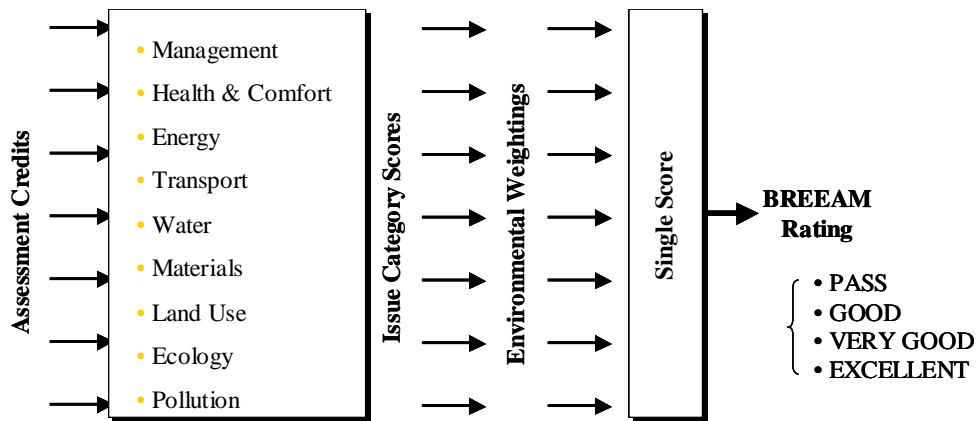 Assessment Credits
• Management
• Health & Comfort
• Energy
• Transport
• Water
• Materials
• Land Use
• Ecology
• Pollution
Issue Category Scores
Environmental Weightings
Single Score
BREEAM
Rating
• PASS
• GOOD
• VERY GOOD
• EXCELLENT